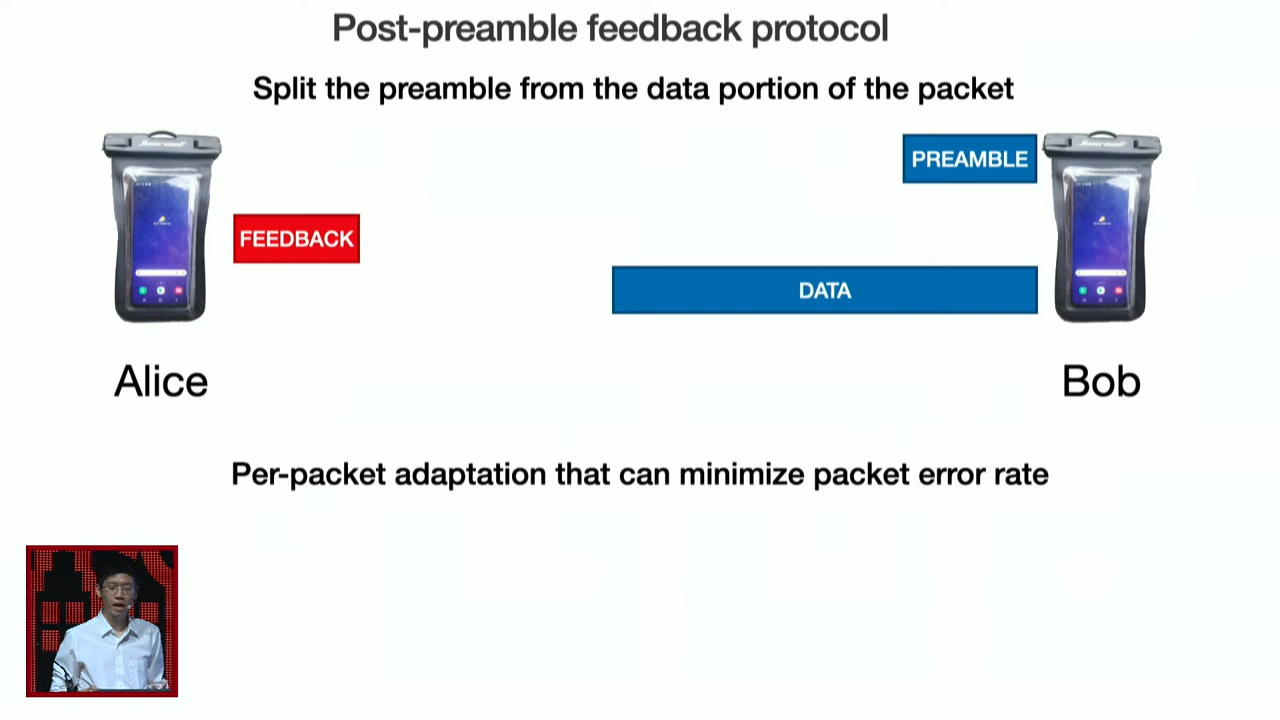 Post-preamble feedback protocol
Split the preamble from the data portion of the packet
PREAMBLE
FEEDBACK
DATA
Alice
Bob
Per-packet adaptation that can minimize packet error rate